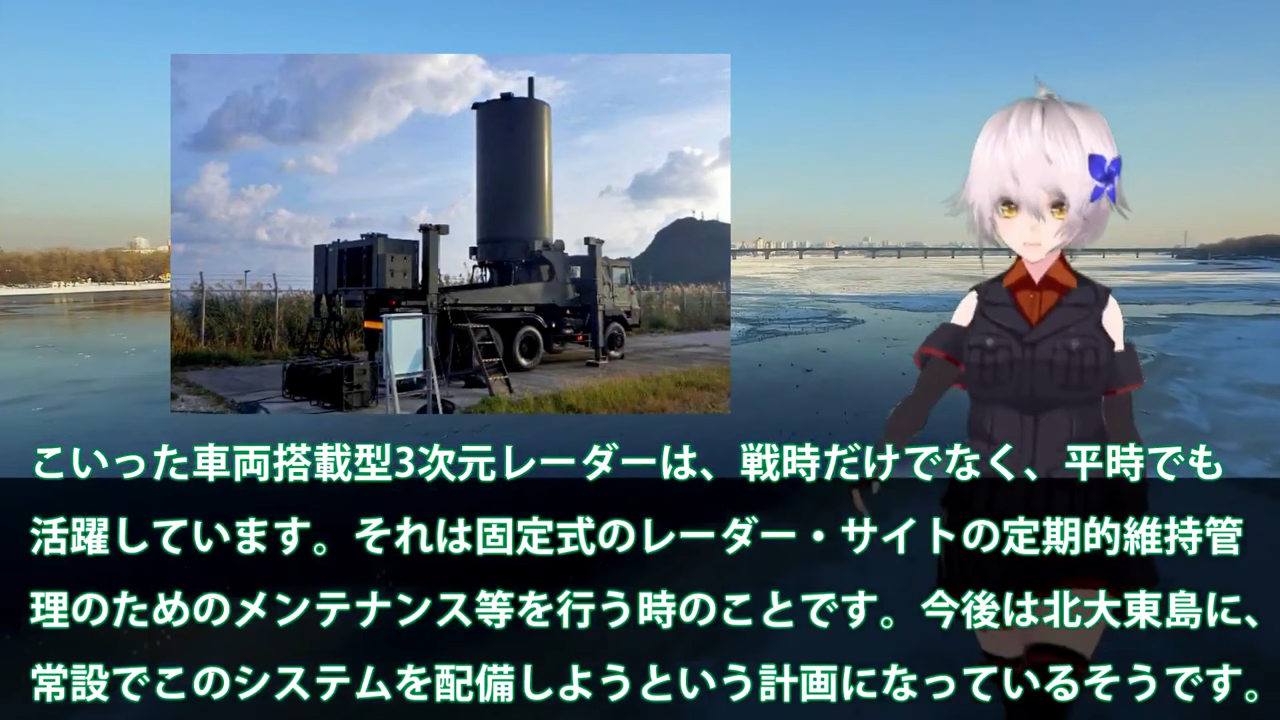 こいった車両搭載型3次元レーダーは、戦時だけでなく、平時でも
活躍しています。それは固定式のレーダー・サイトの定期的維持管
理のためのメンテナンス等を行う時のことです。今後は北大東島に、
常設でこのシステムを配備しようという計画になっているそうです。